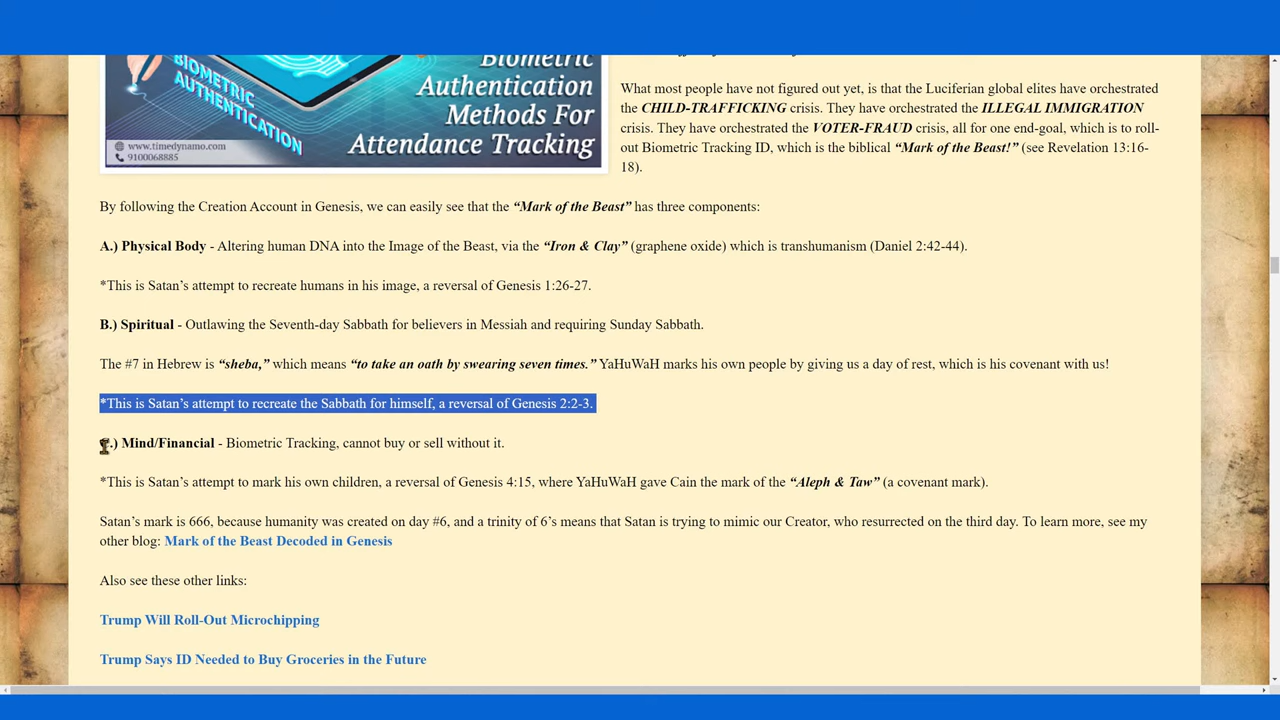 Biometric
Authentication
Methods For
Attendance Tracking
BIOMETRIC
AUTHENTICATION
www.timedynamo.com
9100068885
What most people have not figured out yet, is that the Luciferian global elites have orchestrated
the CHILD-TRAFFICKING crisis. They have orchestrated the ILLEGAL IMMIGRATION
crisis. They have orchestrated the VOTER-FRAUD crisis, all for one end-goal, which is to roll-
out Biometric Tracking ID, which is the biblical “Mark of the Beast!” (see Revelation 13:16-
18).
By following the Creation Account in Genesis, we can easily see that the “Mark of the Beast” has three components:
A.) Physical Body - Altering human DNA into the Image of the Beast, via the “Iron & Clay” (graphene oxide) which is transhumanism (Daniel 2:42-44).
*This is Satan’s attempt to recreate humans in his image, a reversal of Genesis 1:26-27.
B.) Spiritual - Outlawing the Seventh-day Sabbath for believers in Messiah and requiring Sunday Sabbath.
The #7 in Hebrew is “sheba,” which means “to take an oath by swearing seven times.” YaHuWaH marks his own people by giving us a day of rest, which is his covenant with us!
*This is Satan’s attempt to recreate the Sabbath for himself, a reversal of Genesis 2:2-3.
.) Mind/Financial - Biometric Tracking, cannot buy or sell without it.
*This is Satan’s attempt to mark his own children, a reversal of Genesis 4:15, where YaHuWaH gave Cain the mark of the “Aleph & Taw” (a covenant mark).
Satan’s mark is 666, because humanity was created on day #6, and a trinity of 6’s means that Satan is trying to mimic our Creator, who resurrected on the third day. To learn more, see my
other blog: Mark of the Beast Decoded in Genesis
Also see these other links:
Trump Will Roll-Out Microchipping
Trump Says ID Needed to Buy Groceries in the Future